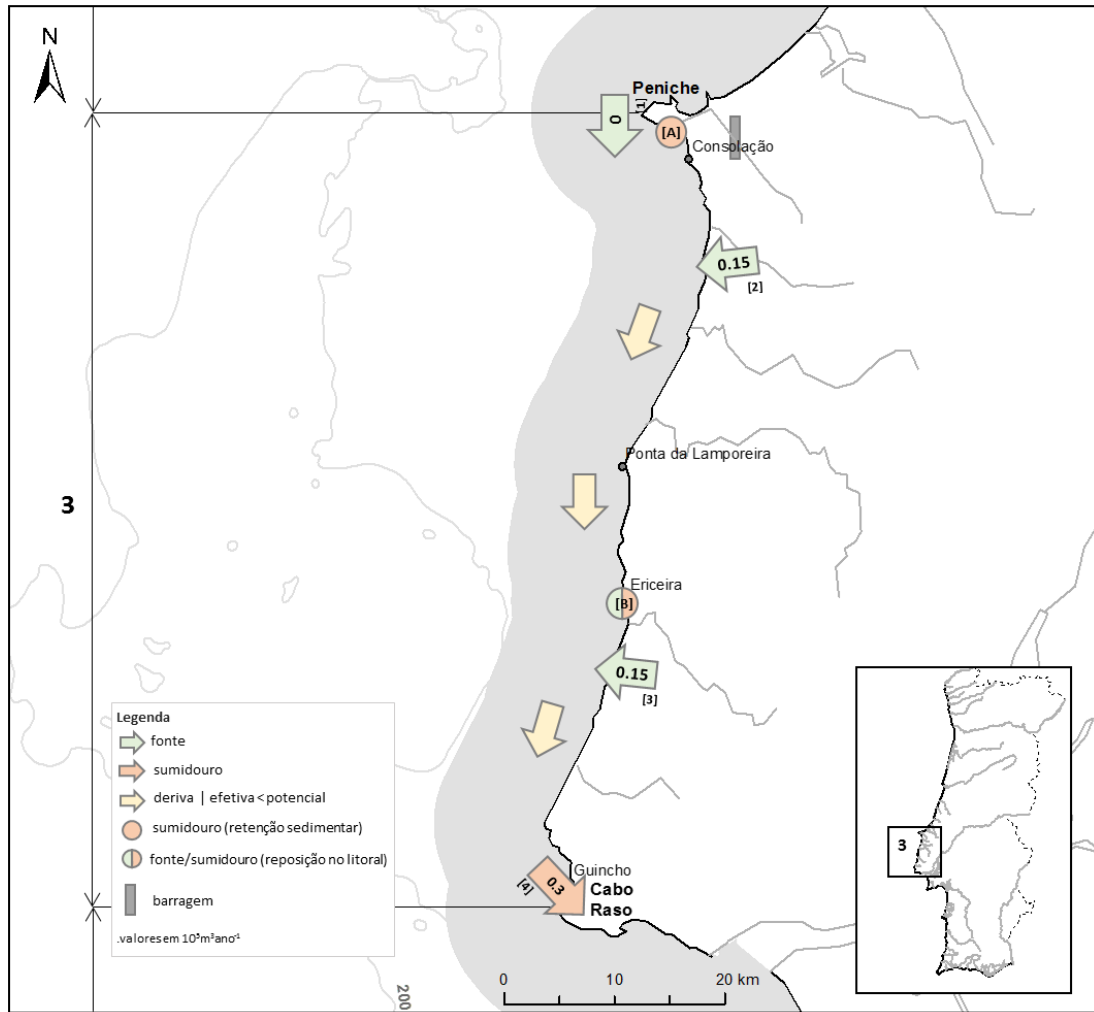 N
Peniche
[1]
0
[A]
Consolação
0.15
[2]
Ponta da Lamporeira
3
Ericeira
[B]
0.15
[3]
Legenda
fonte
sumidouro
deriva | efetiva < potencial
sumidouro (retenção sedimentar)
fonte/sumidouro (reposição no litoral)
barragem
.valores em 10⁵m³ano⁻¹
Guincho
0.3
[4]
Cabo
Raso
200
0 10 20 km
3